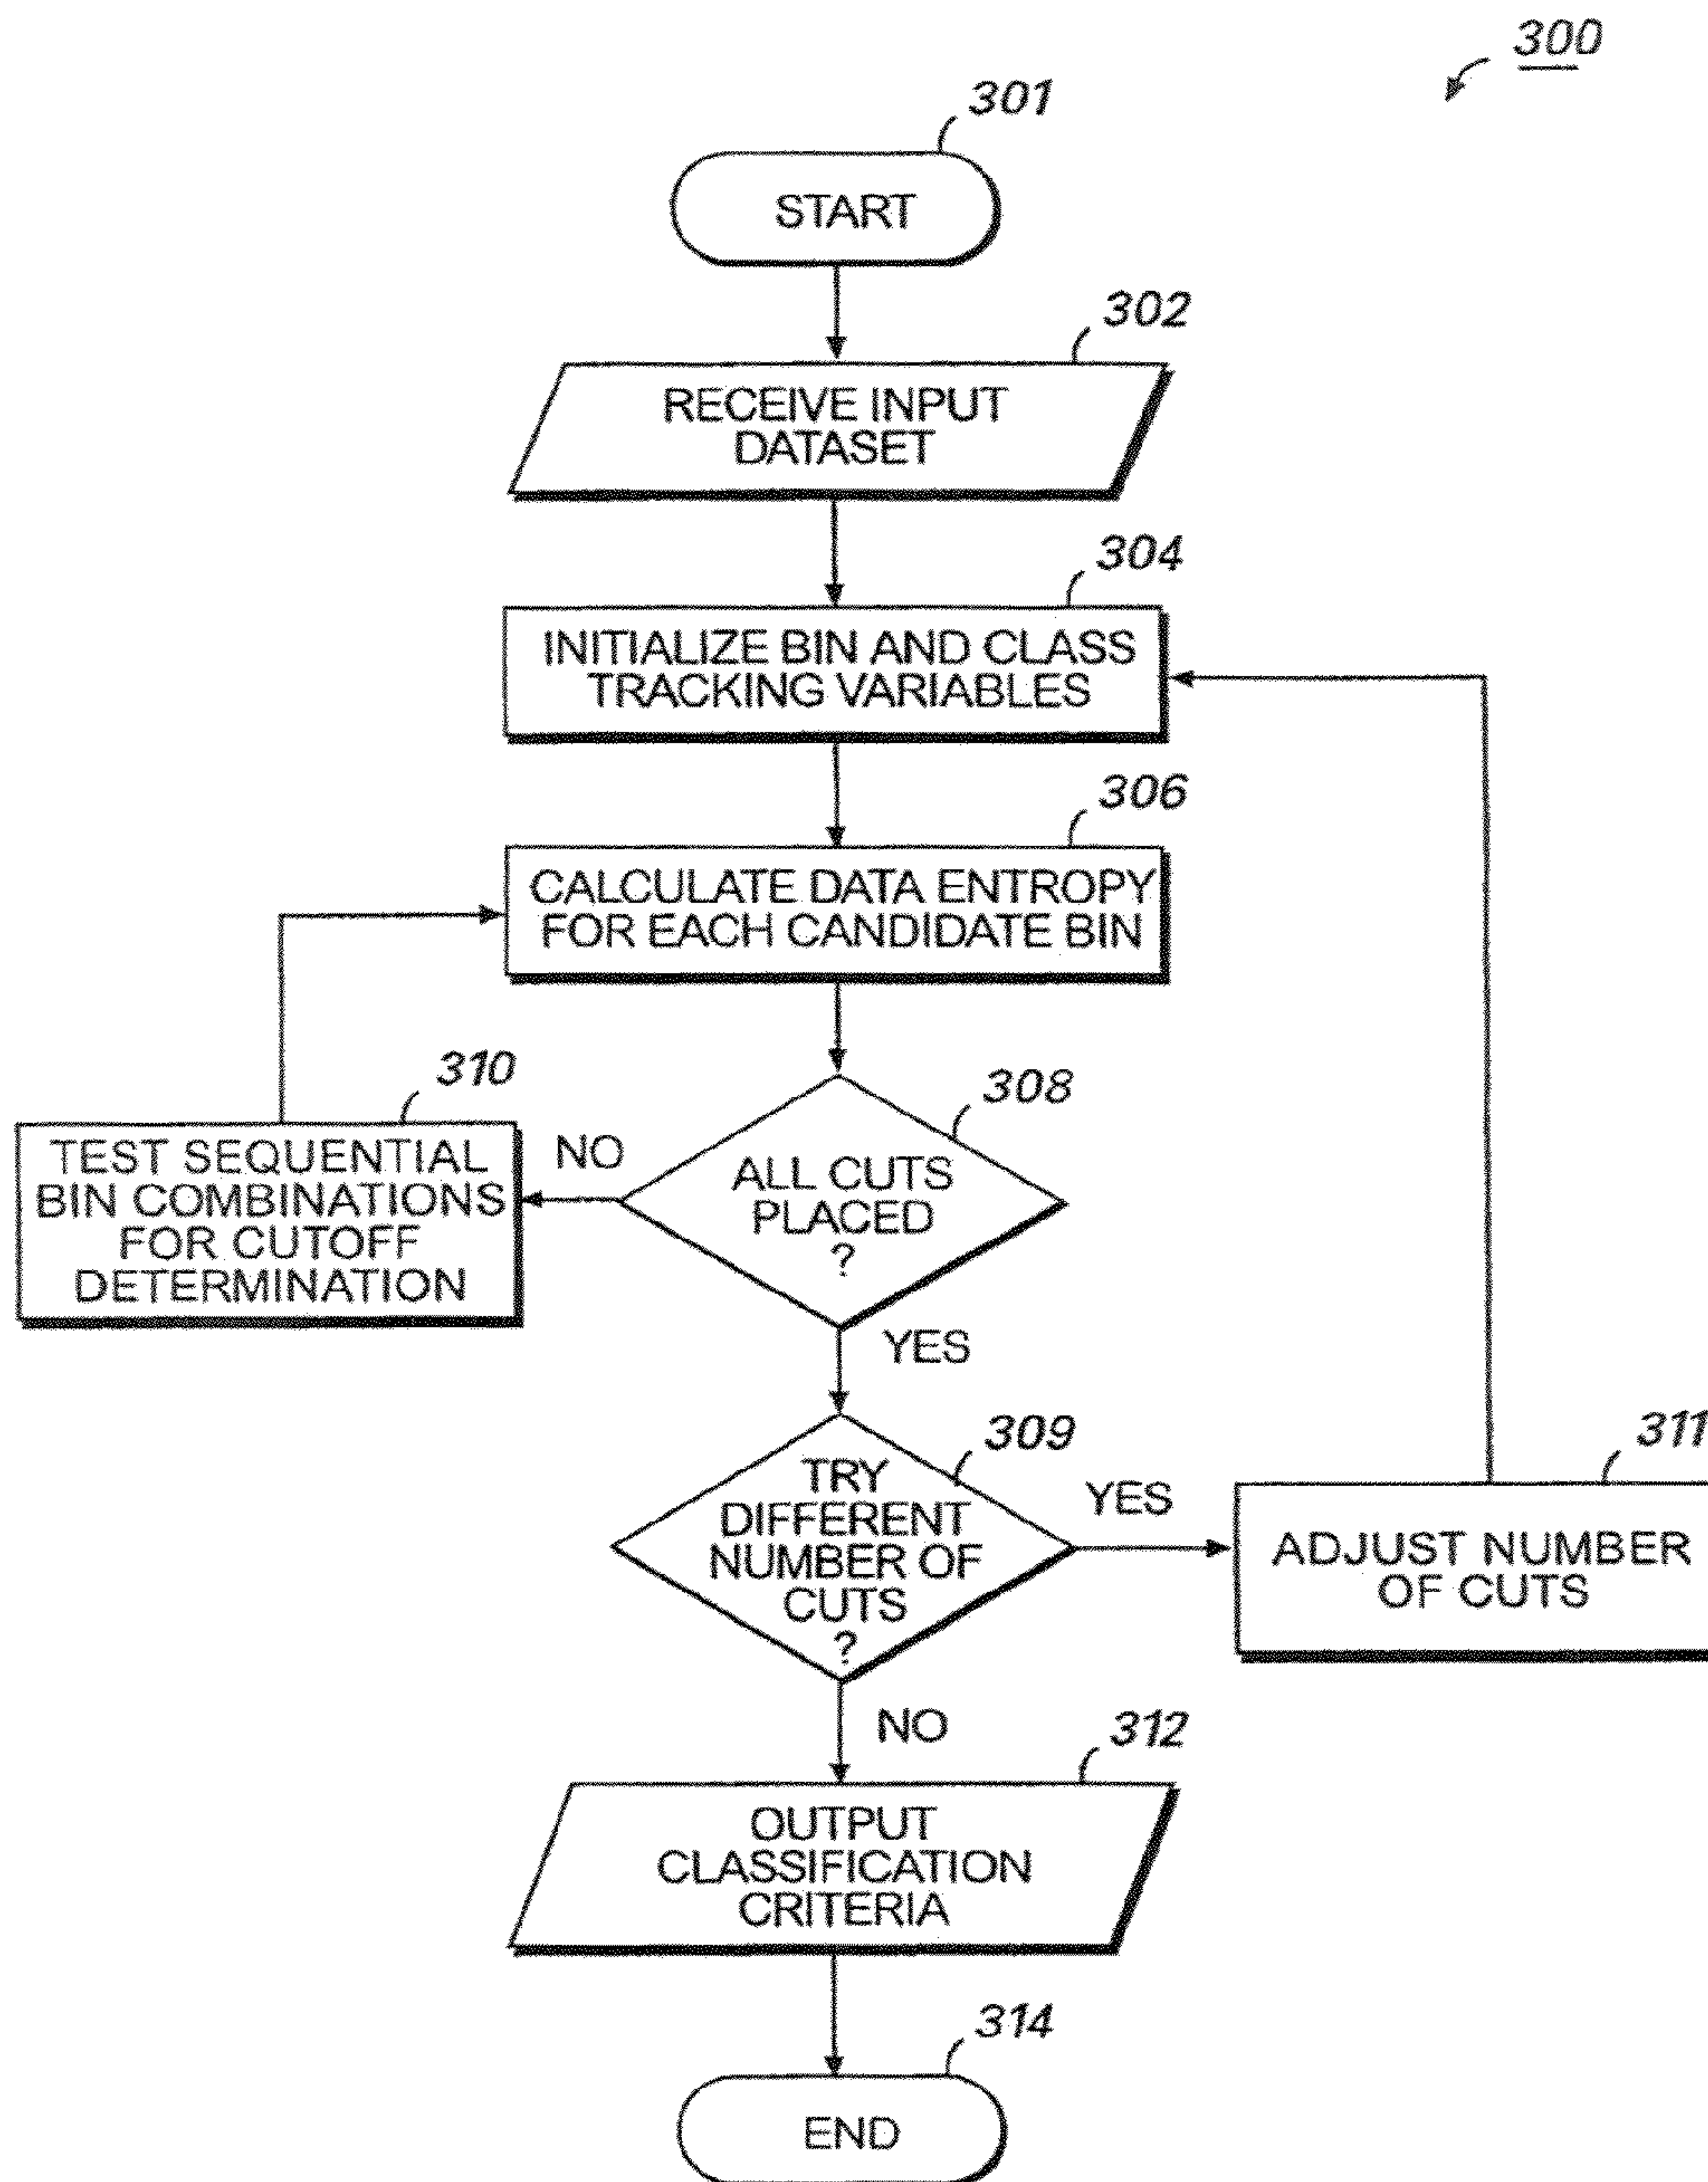 300
301
START
302
RECEIVE INPUT
DATASET
304
INITIALIZE BIN AND CLASS
TRACKING VARIABLES
306
CALCULATE DATA ENTROPY
FOR EACH CANDIDATE BIN
310
TEST SEQUENTIAL
BIN COMBINATIONS
FOR CUTOFF
DETERMINATION
NO
308
ALL CUTS
PLACED
?
YES
309
TRY
DIFFERENT
NUMBER OF
CUTS
?
YES
311
ADJUST NUMBER
OF CUTS
NO
312
OUTPUT
CLASSIFICATION
CRITERIA
314
END